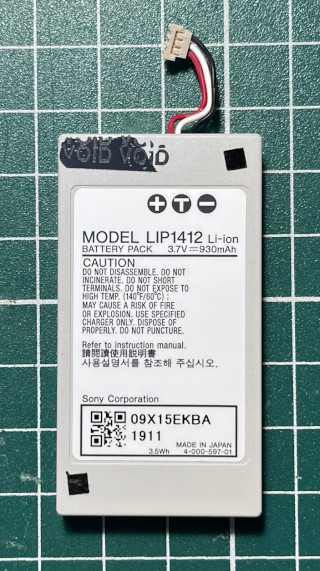 VOID VOID
+ T −
MODEL LIP1412 Li-ion
BATTERY PACK 3.7V⎓930mAh
CAUTION
DO NOT DISASSEMBLE. DO NOT
INCINERATE. DO NOT SHORT
TERMINALS. DO NOT EXPOSE TO
HIGH TEMP. (140°F/60°C) ;
MAY CAUSE A RISK OF FIRE
OR EXPLOSION. USE SPECIFIED
CHARGER ONLY. DISPOSE OF
PROPERLY. DO NOT PUNCTURE.
Refer to instruction manual.
請閱讀使用説明書
사용설명서를 참조해 주십시오.
Sony Corporation
09X15EKBA
1911
MADE IN JAPAN
3.5Wh 4-000-597-01